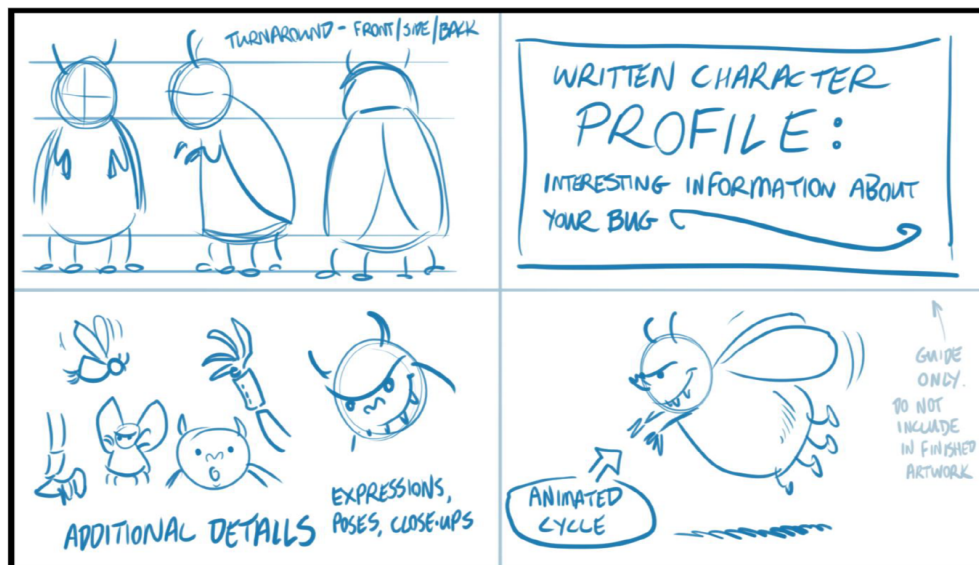 TURNAROUND - FRONT/SIDE/BACK
WRITTEN CHARACTER
PROFILE:
INTERESTING INFORMATION ABOUT
YOUR BUG
ADDITIONAL DETAILS
EXPRESSIONS,
POSES, CLOSE-UPS
ANIMATED
CYCLE
GUIDE
ONLY.
DO NOT
INCLUDE
IN FINISHED
ARTWORK